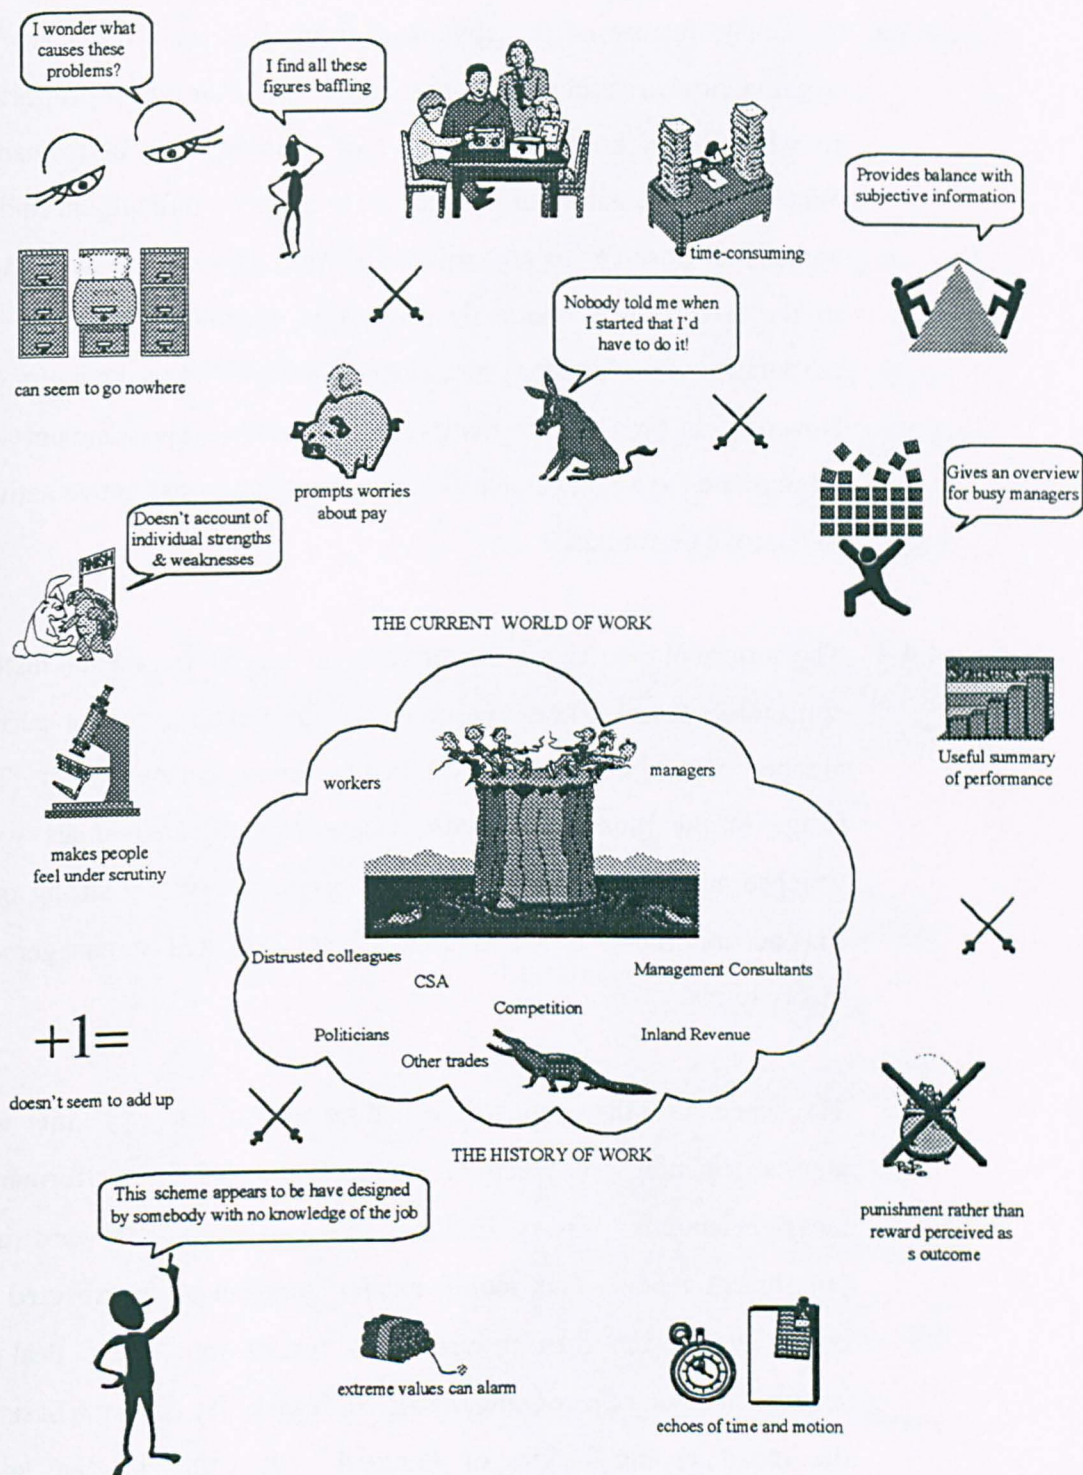 I wonder what
causes these
problems?
I find all these
figures baffling
time-consuming
Provides balance with
subjective information
can seem to go nowhere
Nobody told me when
I started that I'd
have to do it!
prompts worries
about pay
Gives an overview
for busy managers
Doesn't account of
individual strengths
& weaknesses
FINISH
THE CURRENT WORLD OF WORK
workers
managers
Statistics
Useful summary
of performance
makes people
feel under scrutiny
Distrusted colleagues
CSA
Management Consultants
Competition
Politicians
Inland Revenue
Other trades
+1=
doesn't seem to add up
THE HISTORY OF WORK
This scheme appears to be have designed
by somebody with no knowledge of the job
punishment rather than
reward perceived as
s outcome
extreme values can alarm
echoes of time and motion